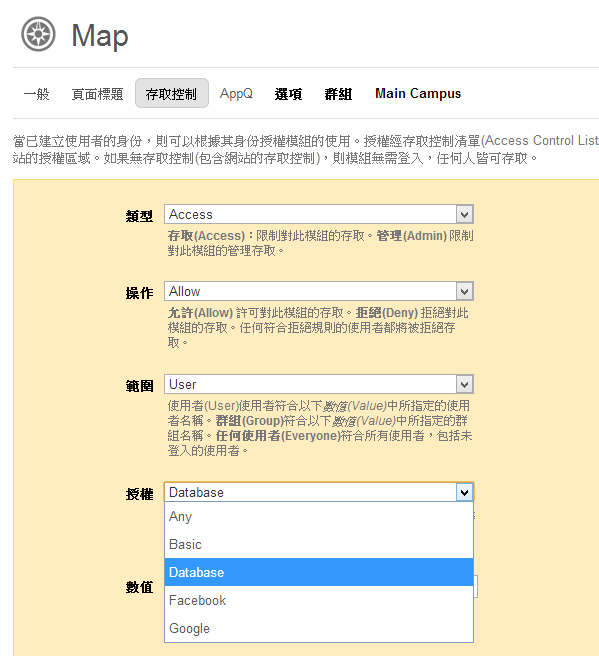 Map
一般 頁面標題 存取控制 AppQ 選項 群組 Main Campus
當已建立使用者的身份，則可以根據其身份授權模組的使用。授權經存取控制清單(Access Control List
站的授權區域。如果無存取控制(包含網站的存取控制)，則模組無需登入，任何人皆可存取。
類型 Access
存取(Access)：限制對此模組的存取。管理(Admin) 限制
對此模組的管理存取。
操作 Allow
允許(Allow) 許可對此模組的存取。拒絕(Deny) 拒絕對此
模組的存取。任何符合拒絕規則的使用者都將被拒絕存
取。
範圍 User
使用者(User)使用者符合以下數值(Value)中所指定的使用
者名稱。群組(Group)符合以下數值(Value)中所指定的群
組名稱。任何使用者(Everyone)符合所有使用者，包括未
登入的使用者。
授權 Database
Any
Basic
Database
數值
Facebook
Google